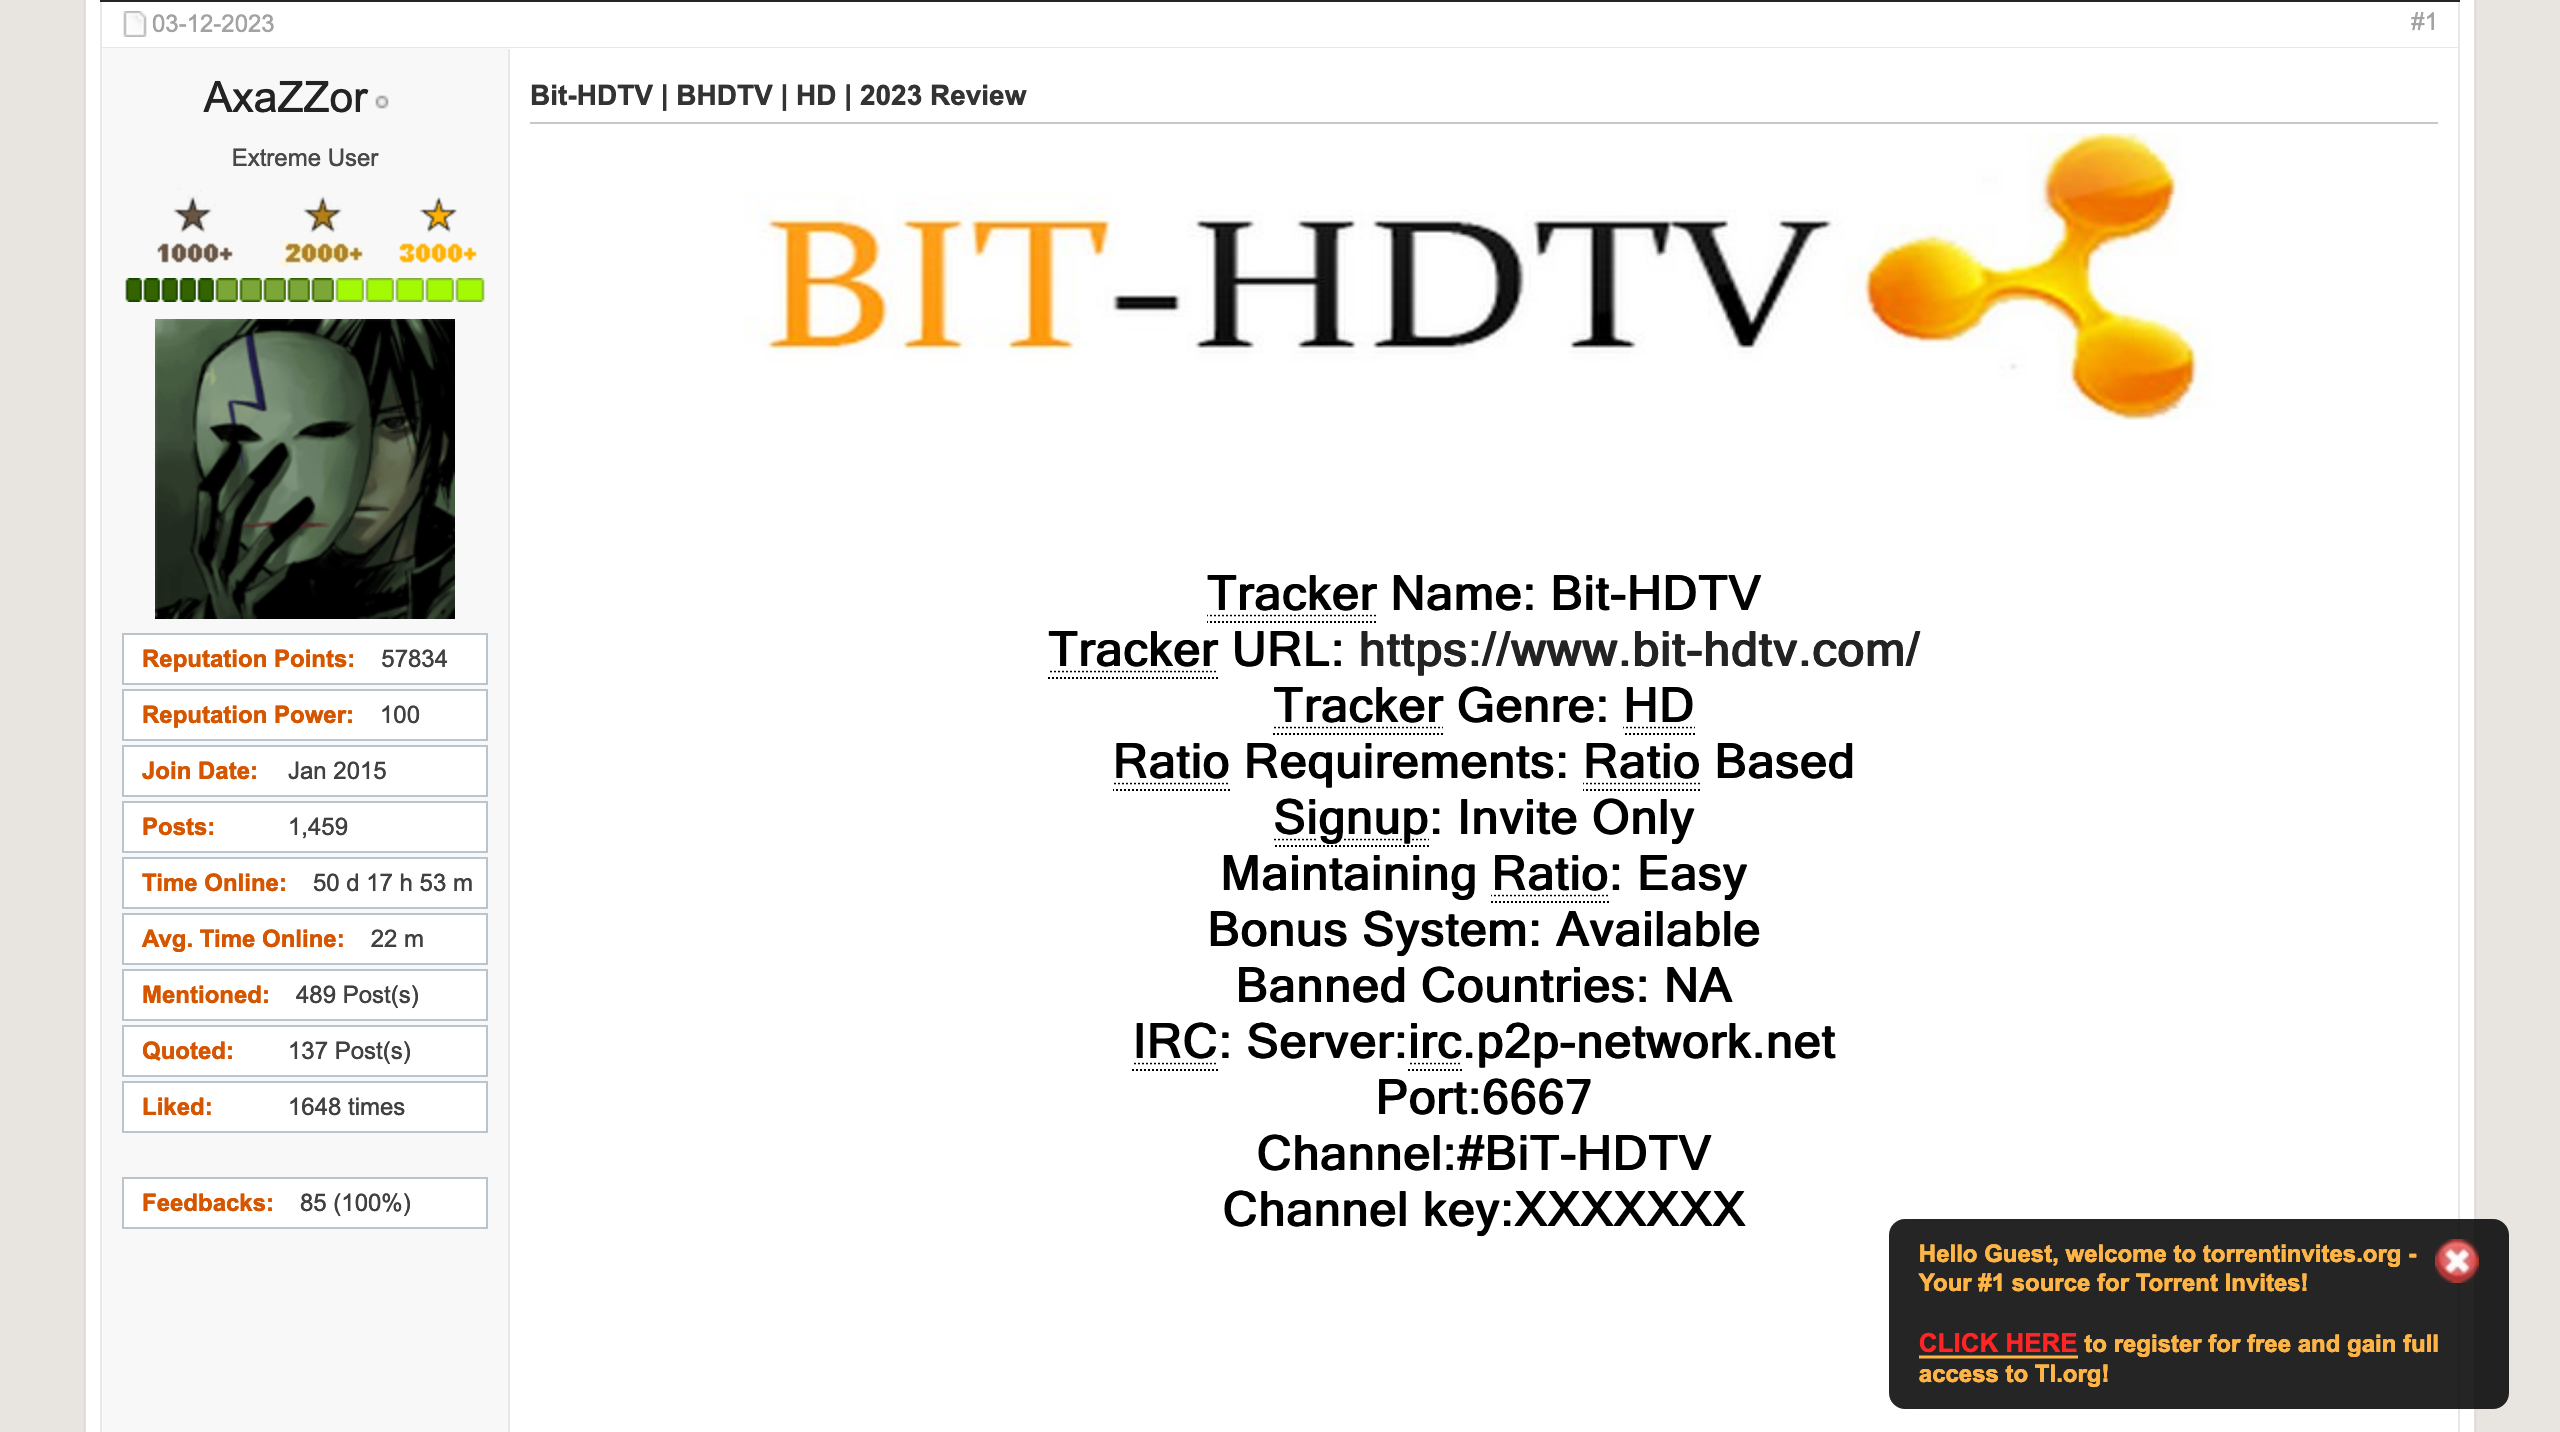 03-12-2023
#1
AxaZZor
Extreme User
1000+ 2000+ 3000+
Reputation Points: 57834
Reputation Power: 100
Join Date: Jan 2015
Posts: 1,459
Time Online: 50 d 17 h 53 m
Avg. Time Online: 22 m
Mentioned: 489 Post(s)
Quoted: 137 Post(s)
Liked: 1648 times
Feedbacks: 85 (100%)
Bit-HDTV | BHDTV | HD | 2023 Review
BIT-HDTV
Tracker Name: Bit-HDTV
Tracker URL: https://www.bit-hdtv.com/
Tracker Genre: HD
Ratio Requirements: Ratio Based
Signup: Invite Only
Maintaining Ratio: Easy
Bonus System: Available
Banned Countries: NA
IRC: Server:irc.p2p-network.net
Port:6667
Channel:#BiT-HDTV
Channel key:XXXXXXX
Hello Guest, welcome to torrentinvites.org -
Your #1 source for Torrent Invites!
CLICK HERE to register for free and gain full
access to TI.org!